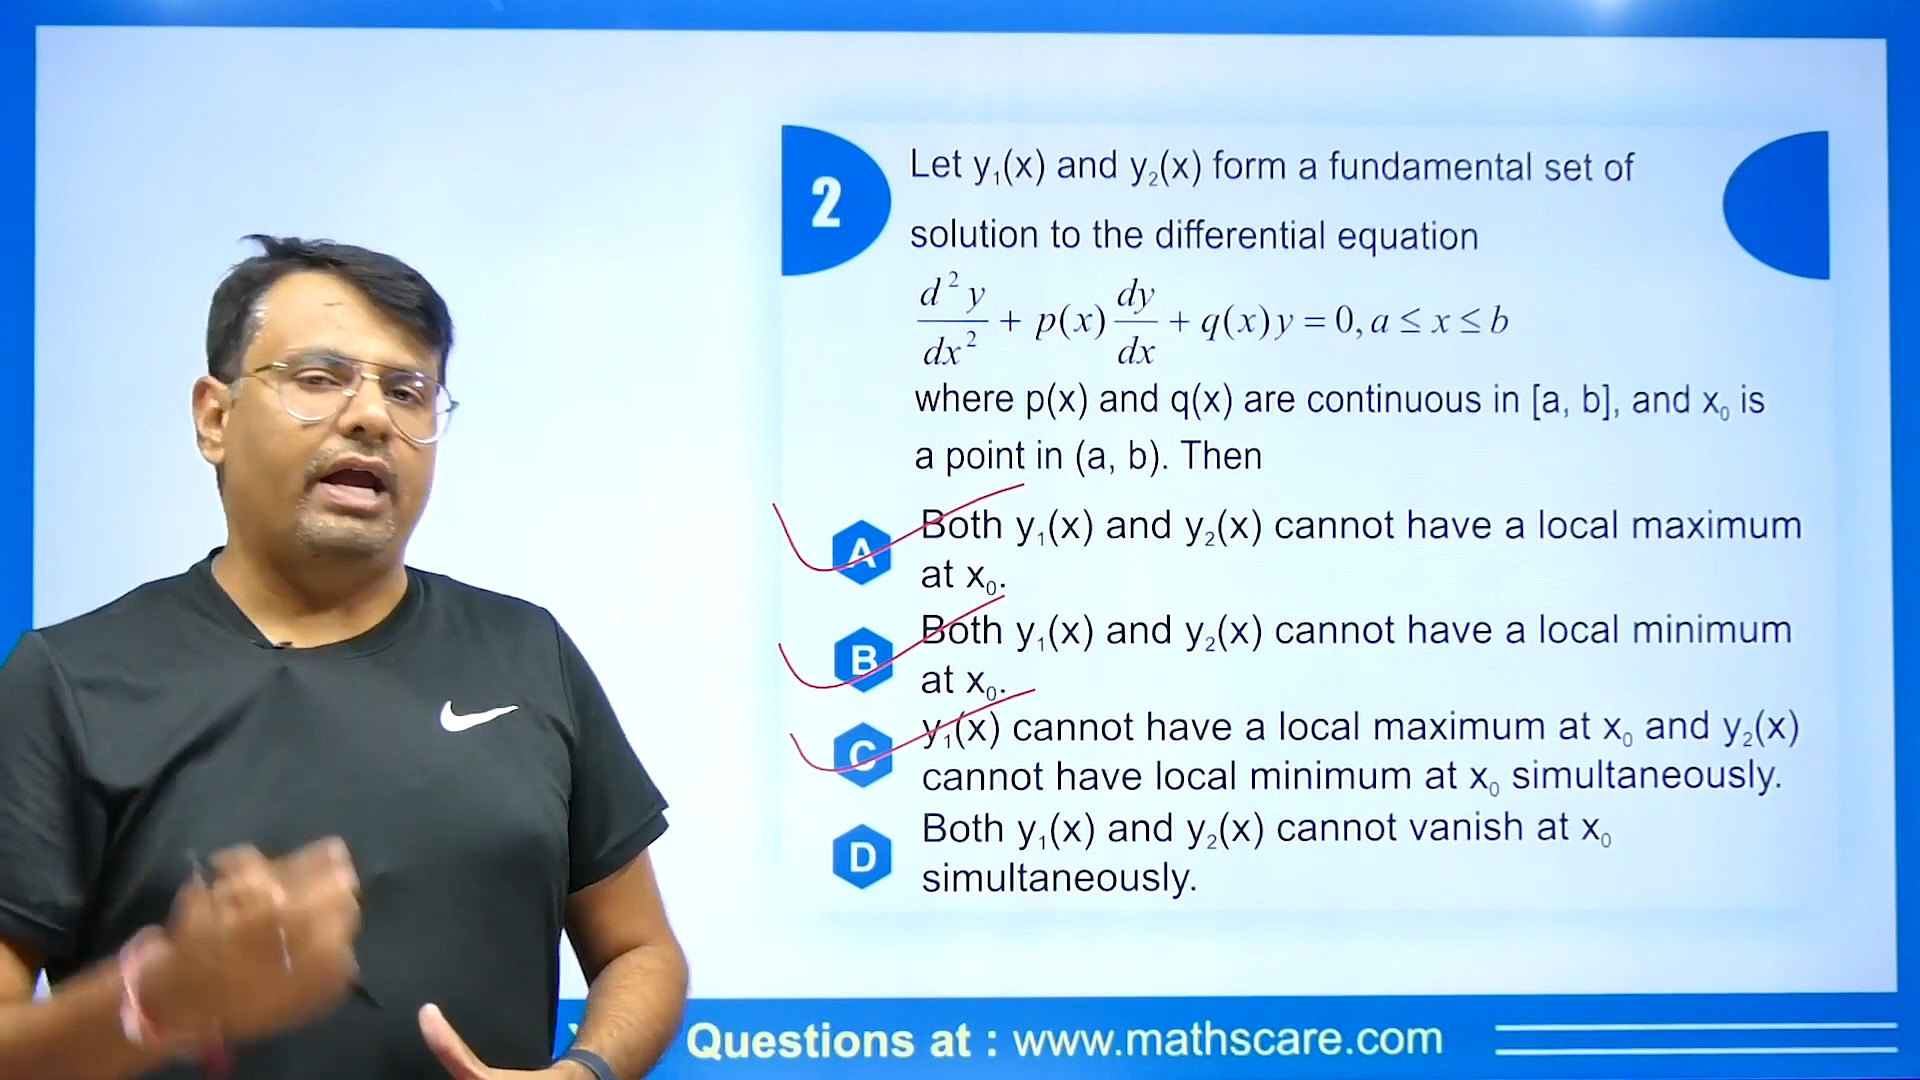 2
Let y₁(x) and y₂(x) form a fundamental set of
solution to the differential equation
d²y/dx² + p(x) dy/dx + q(x)y = 0, a ≤ x ≤ b
where p(x) and q(x) are continuous in [a, b], and x₀ is
a point in (a, b). Then
A Both y₁(x) and y₂(x) cannot have a local maximum
at x₀.
B Both y₁(x) and y₂(x) cannot have a local minimum
at x₀.
C y₁(x) cannot have a local maximum at x₀ and y₂(x)
cannot have local minimum at x₀ simultaneously.
D Both y₁(x) and y₂(x) cannot vanish at x₀
simultaneously.
Questions at : www.mathscare.com